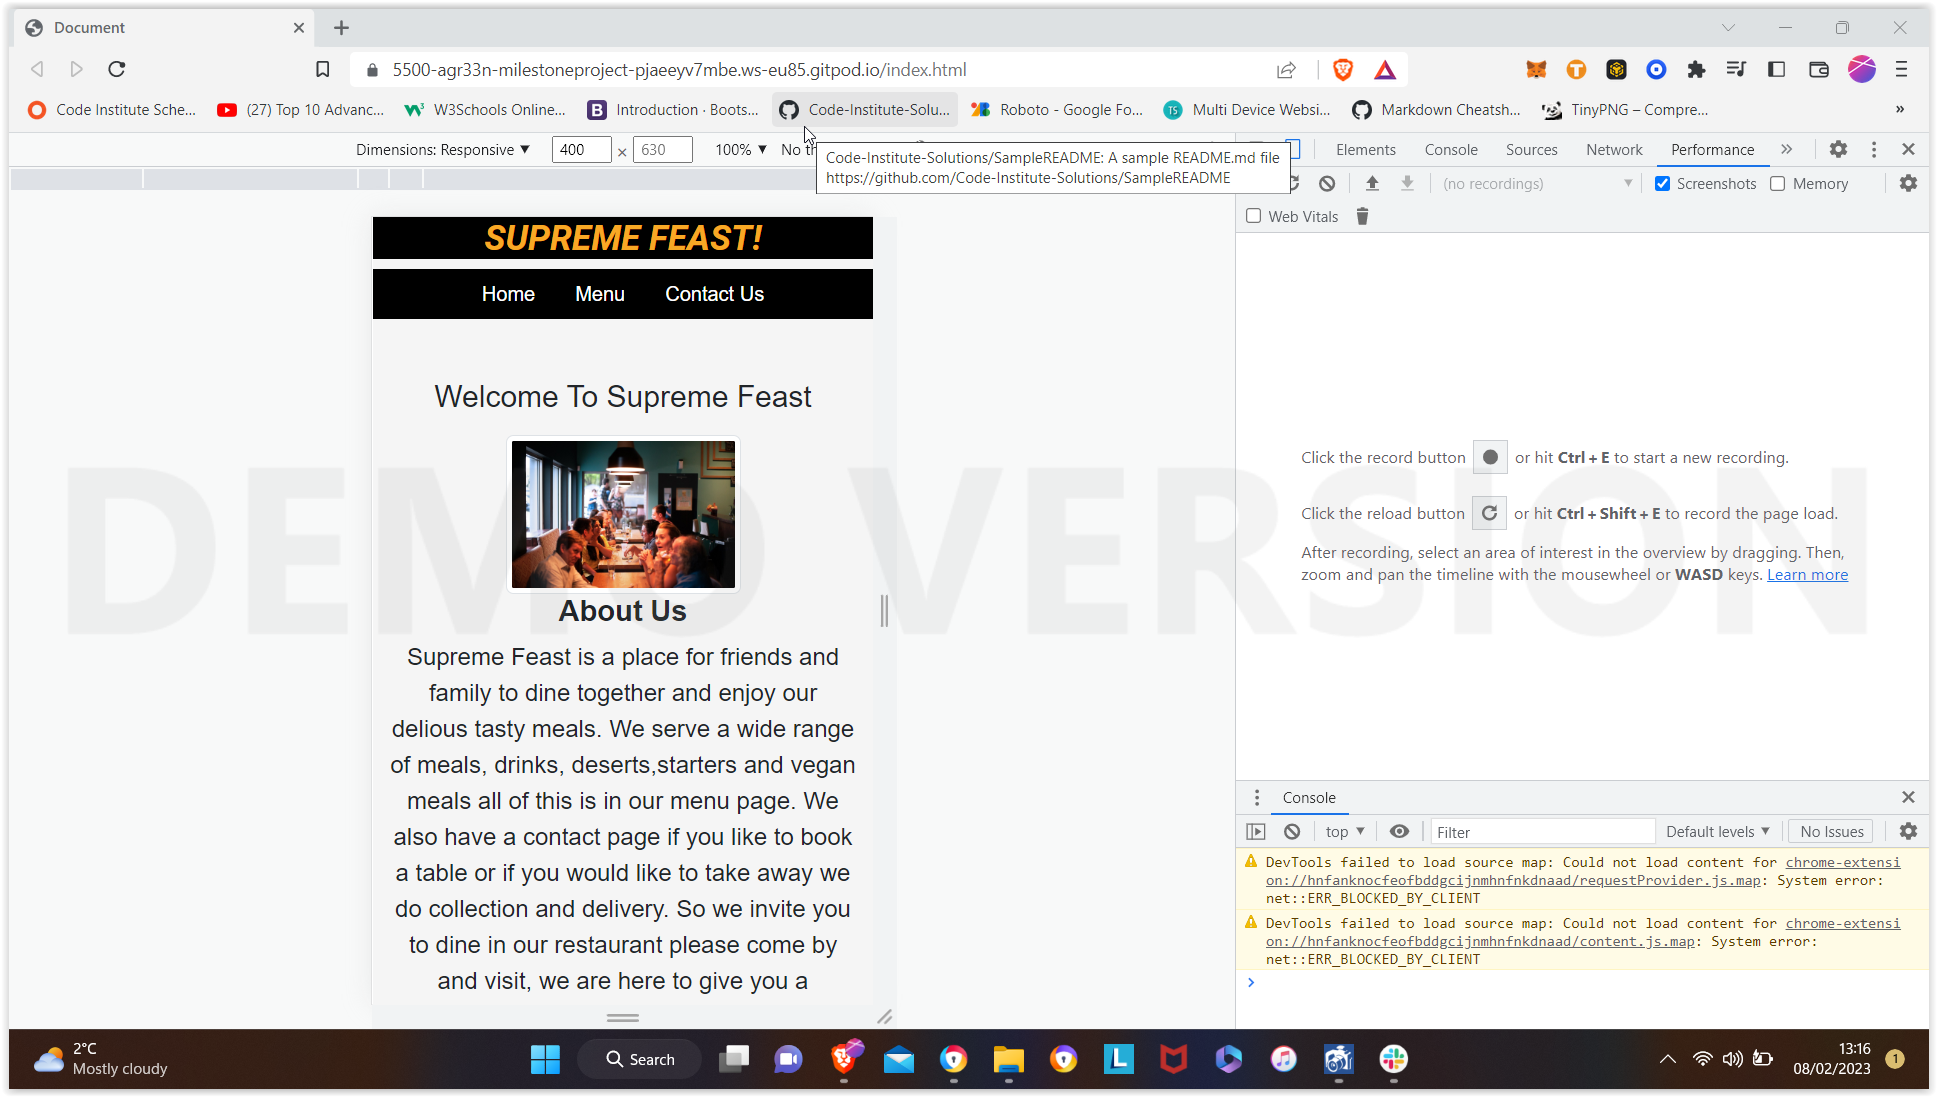 Document
5500-agr33n-milestoneproject-pjaeeyv7mbe.ws-eu85.gitpod.io/index.html
Code Institute Sche...
(27) Top 10 Advanc...
W3Schools Online...
Introduction · Boots...
Code-Institute-Solu...
Roboto - Google Fo...
Multi Device Websi...
Markdown Cheatsh...
TinyPNG – Compre...
»
Dimensions: Responsive
400 × 630
100%
No th
Code-Institute-Solutions/SampleREADME: A sample README.md file
https://github.com/Code-Institute-Solutions/SampleREADME
Elements
Console
Sources
Network
Performance
»
(no recordings)
Screenshots
Memory
Web Vitals
SUPREME FEAST!
Home Menu Contact Us
Welcome To Supreme Feast
About Us
Supreme Feast is a place for friends and
family to dine together and enjoy our
delious tasty meals. We serve a wide range
of meals, drinks, deserts,starters and vegan
meals all of this is in our menu page. We
also have a contact page if you like to book
a table or if you would like to take away we
do collection and delivery. So we invite you
to dine in our restaurant please come by
and visit, we are here to give you a
Click the record button or hit Ctrl + E to start a new recording.
Click the reload button or hit Ctrl + Shift + E to record the page load.
After recording, select an area of interest in the overview by dragging. Then,
zoom and pan the timeline with the mousewheel or WASD keys. Learn more
DEMO VERSION
Console
top
Filter
Default levels
No Issues
DevTools failed to load source map: Could not load content for chrome-extensi
on://hnfanknocfeofbddgcijnmhnfnkdnaad/requestProvider.js.map: System error:
net::ERR_BLOCKED_BY_CLIENT
DevTools failed to load source map: Could not load content for chrome-extensi
on://hnfanknocfeofbddgcijnmhnfnkdnaad/content.js.map: System error:
net::ERR_BLOCKED_BY_CLIENT
2°C
Mostly cloudy
Search
L
13:16
08/02/2023
1